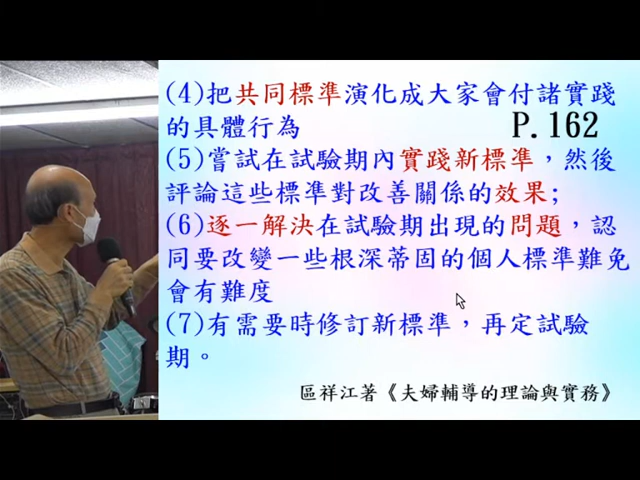 (4)把共同標準演化成大家會付諸實踐
的具體行為 P.162
(5)嘗試在試驗期內實踐新標準，然後
評論這些標準對改善關係的效果;
(6)逐一解決在試驗期出現的問題，認
同要改變一些根深蒂固的個人標準難免
會有難度
(7)有需要時修訂新標準，再定試驗
期。
區祥江著《夫婦輔導的理論與實務》